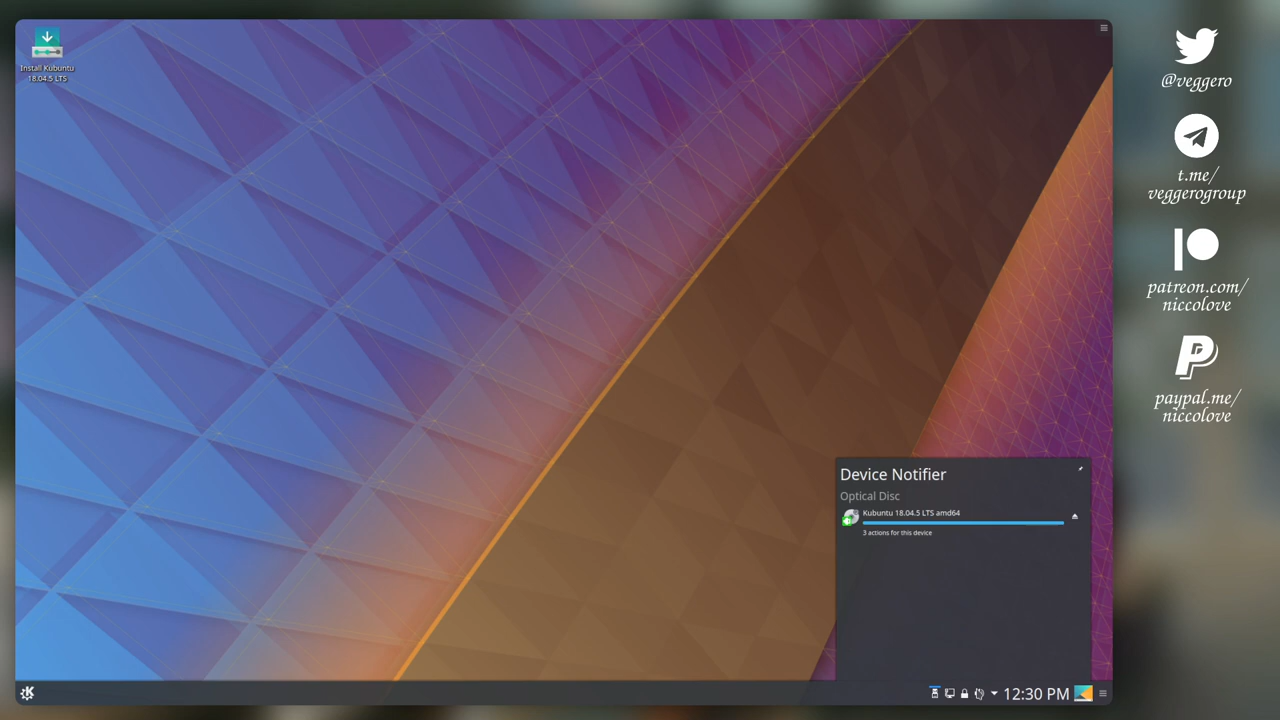 Install Kubuntu
18.04.5 LTS
@veggero
t.me/
veggerogroup
patreon.com/
niccolove
paypal.me/
niccolove
Device Notifier
Optical Disc
Kubuntu 18.04.5 LTS amd64
3 actions for this device
12:30 PM